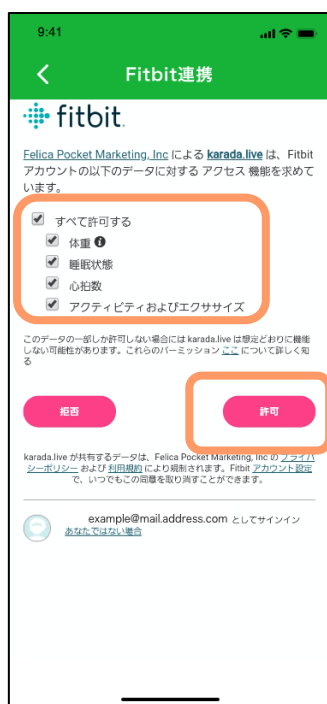 9:41
Fitbit連携
fitbit.
Felica Pocket Marketing, Inc による karada.live は、Fitbit
アカウントの以下のデータに対する アクセス 機能を求めて
います。
すべて許可する
体重
睡眠状態
心拍数
アクティビティおよびエクササイズ
このデータの一部しか許可しない場合には karada.live は想定どおりに機能
しない可能性があります。これらのパーミッション ここ について詳しく知
る
拒否
許可
karada.live が共有するデータは、Felica Pocket Marketing, Inc の プライバ
シーポリシー および 利用規約 により規制されます。Fitbit アカウント設定
で、いつでもこの同意を取り消すことができます。
example@mail.address.com としてサインイン
あなたではない場合